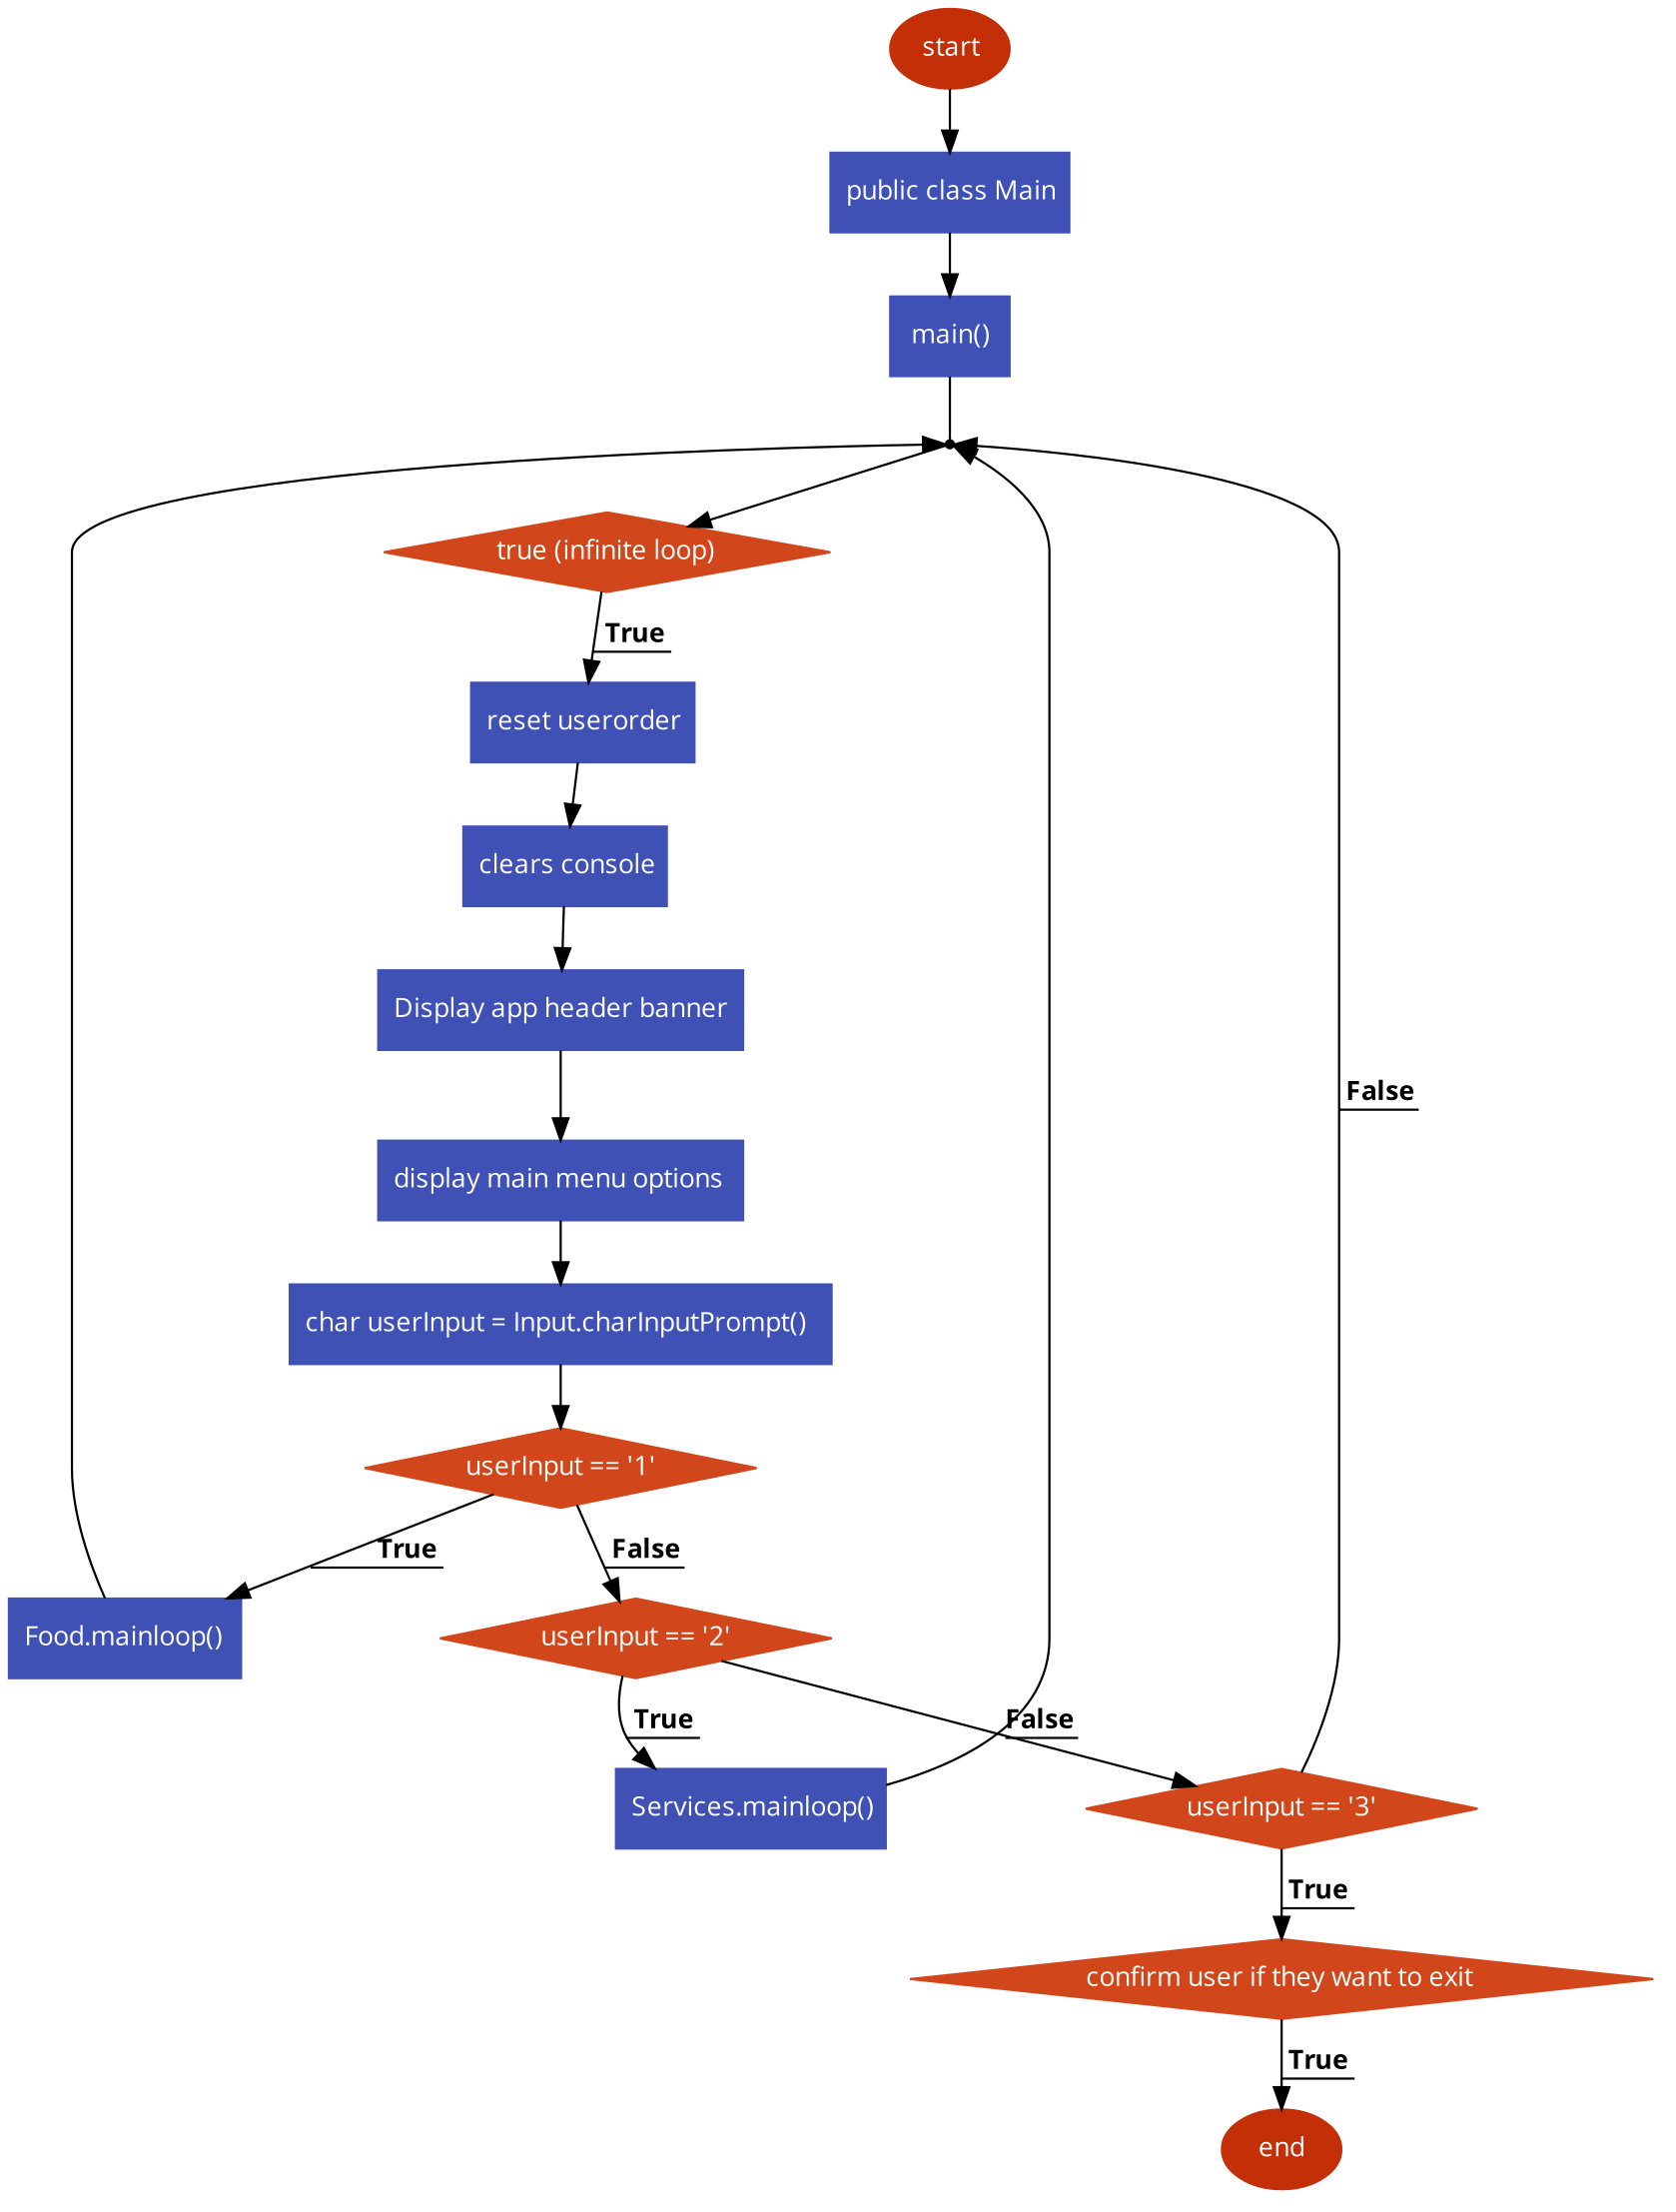 start
public class Main
main()
true (infinite loop)
True
reset userorder
clears console
Display app header banner
False
display main menu options
char userInput = Input.charInputPrompt()
userInput == '1'
True
False
Food.mainloop()
userInput == '2'
True
False
Services.mainloop()
userInput == '3'
True
confirm user if they want to exit
True
end